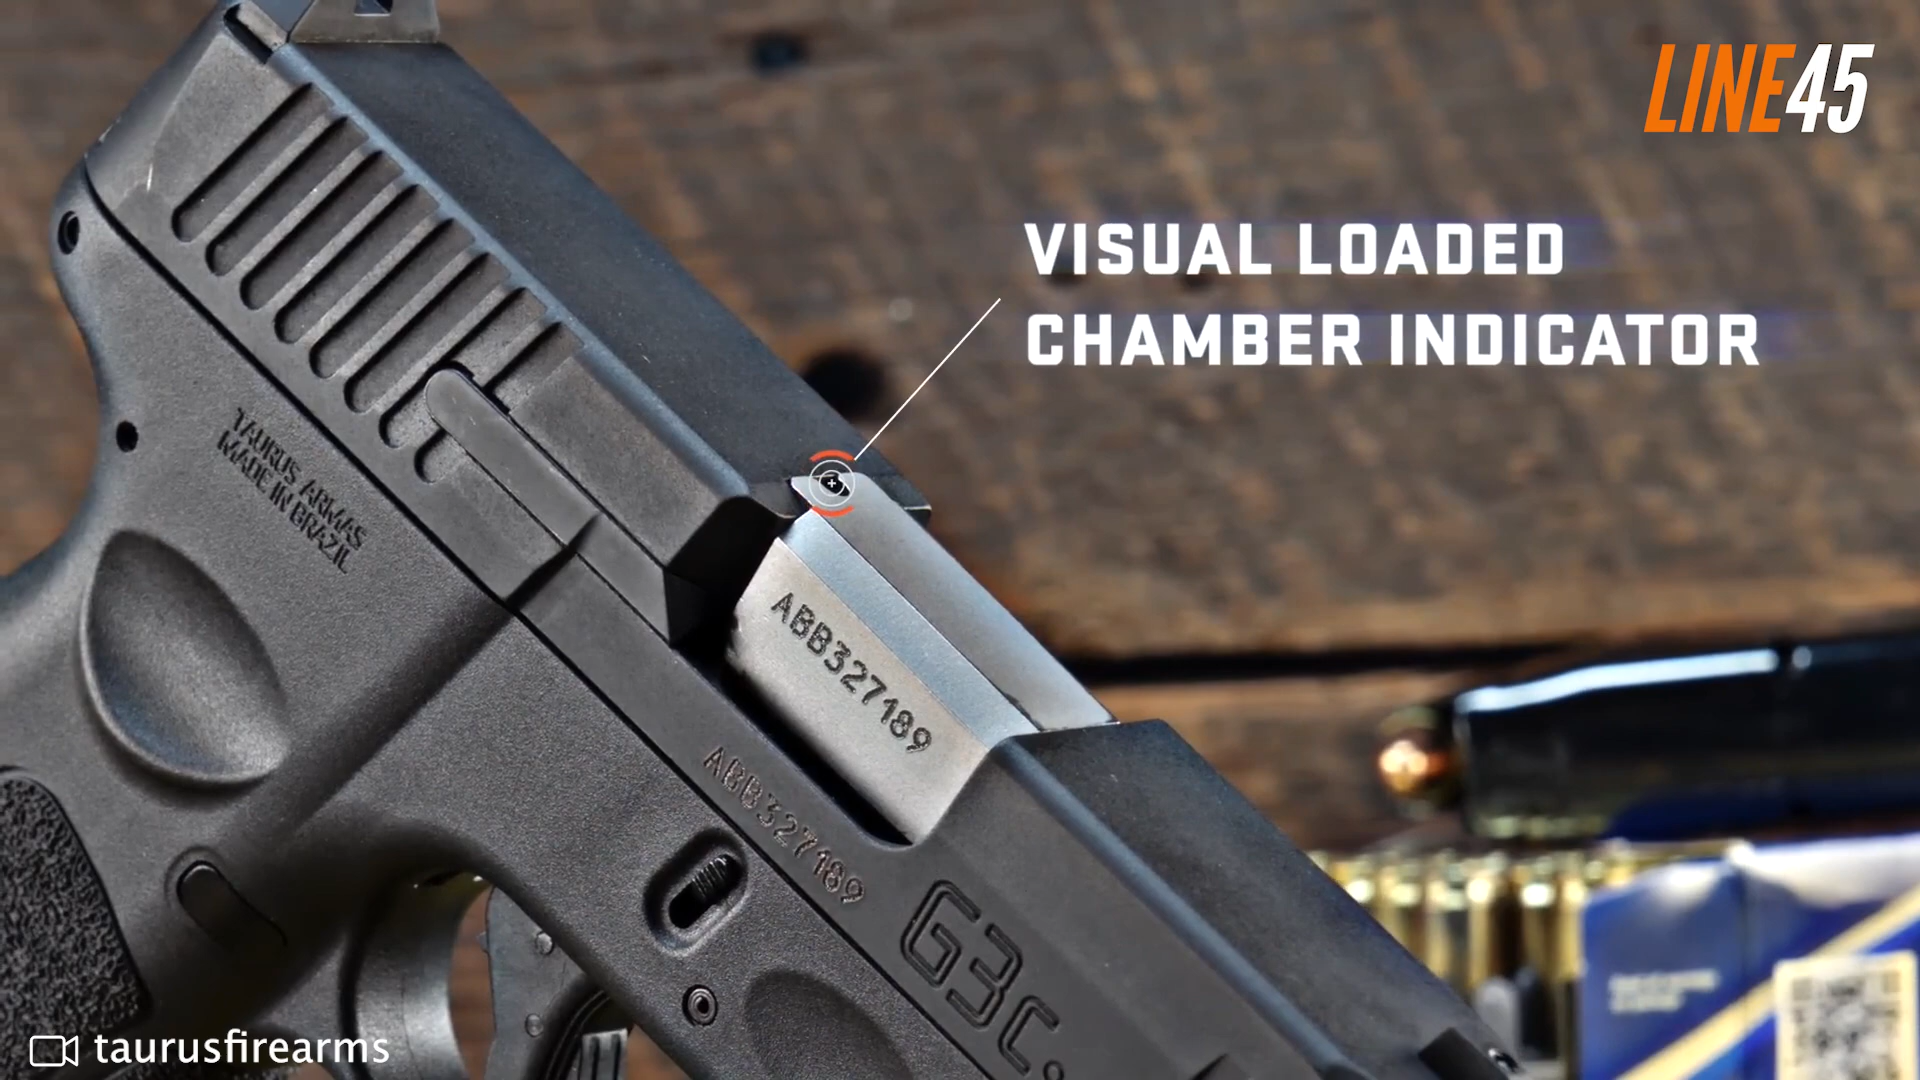 LINE45
VISUAL LOADED
CHAMBER INDICATOR
TAURUS ARMAS
MADE IN BRAZIL
ABB327189
ABB327189
G3C
taurusfirearms